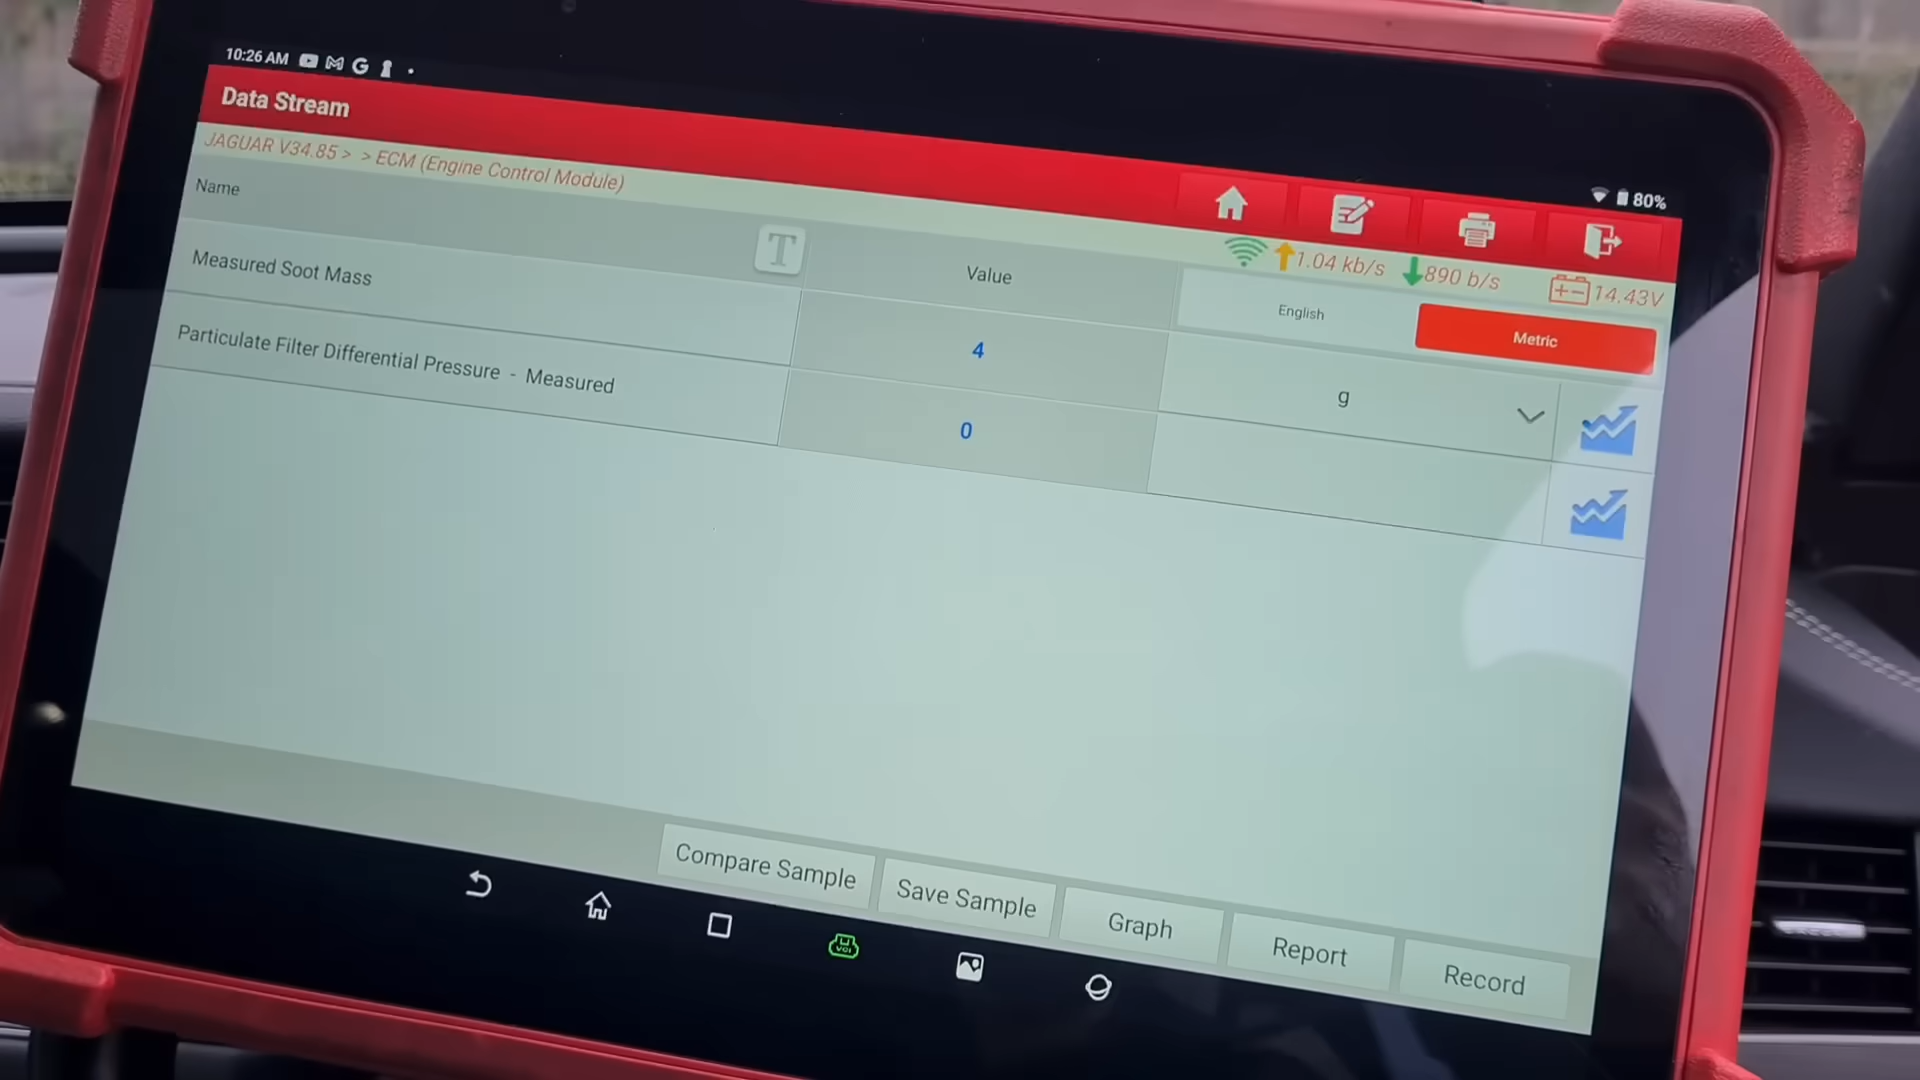 10:26 AM
80%
Data Stream
JAGUAR V34.85 > > ECM (Engine Control Module)
1.04 kb/s
890 b/s
14.43V
Name
T
Value
English
Metric
Measured Soot Mass
4
g
Particulate Filter Differential Pressure - Measured
0
Compare Sample
Save Sample
Graph
Report
Record
VCI